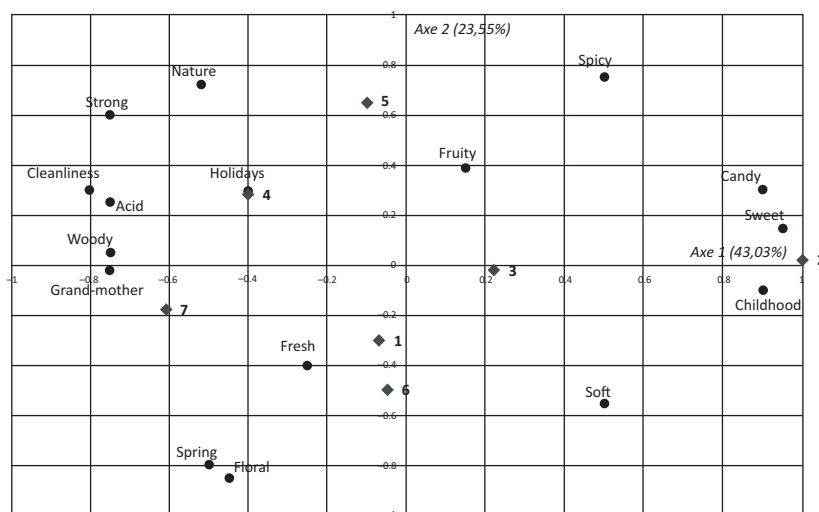 1
Axe 2 (23,55%)
Spicy
Nature
0.8
5
Strong
0.6
Fruity
Cleanliness
Holidays
0.4
Candy
4
Acid
0.2
Sweet
Woody
Axe 1 (43,03%)
0
3
−1
−0.8
−0.6
−0.4
−0.2
0
0.2
0.4
0.6
0.8
1
Grand-mother
Childhood
7
−0.2
1
Fresh
−0.4
6
Soft
−0.6
Spring
Floral
−0.8